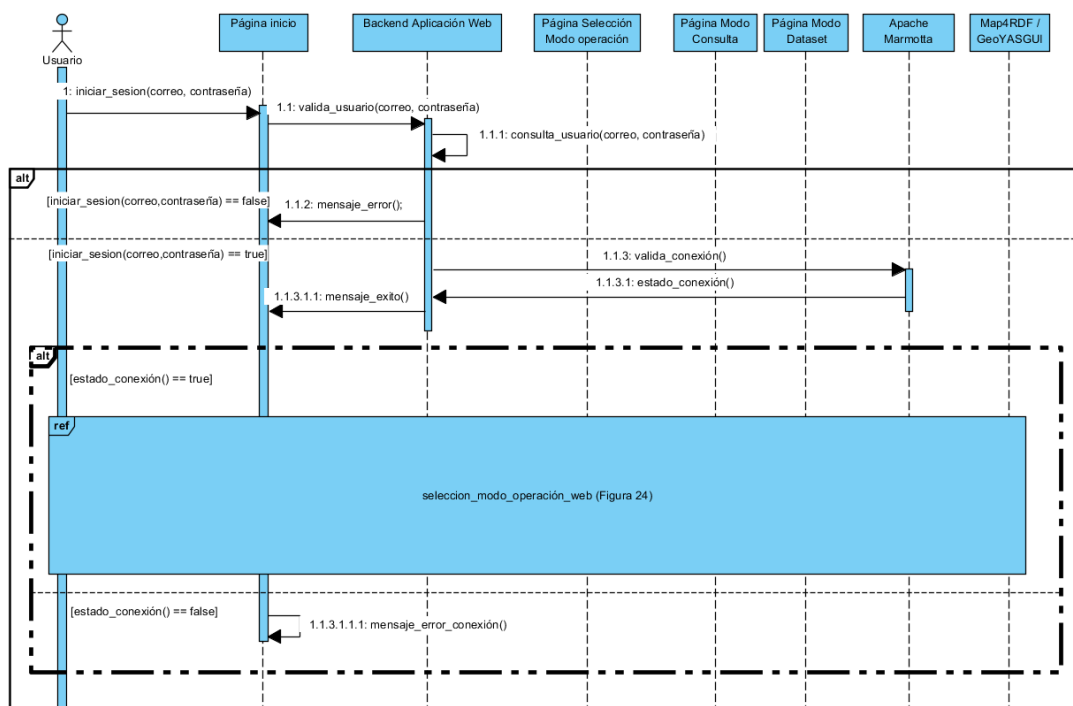 Usuario
Página inicio
Backend Aplicación Web
Página Selección
Modo operación
Página Modo
Consulta
Página Modo
Dataset
Apache
Marmotta
Map4RDF /
GeoYASGUI
1: iniciar_sesion(correo, contraseña)
1.1: valida_usuario(correo, contraseña)
1.1.1: consulta_usuario(correo, contraseña)
alt
[iniciar_sesion(correo,contraseña) == false]
1.1.2: mensaje_error();
[iniciar_sesion(correo,contraseña) == true]
1.1.3: valida_conexión()
1.1.3.1: estado_conexión()
1.1.3.1.1: mensaje_exito()
alt
[estado_conexión() == true]
ref
seleccion_modo_operación_web (Figura 24)
[estado_conexión() == false]
1.1.3.1.1.1: mensaje_error_conexión()